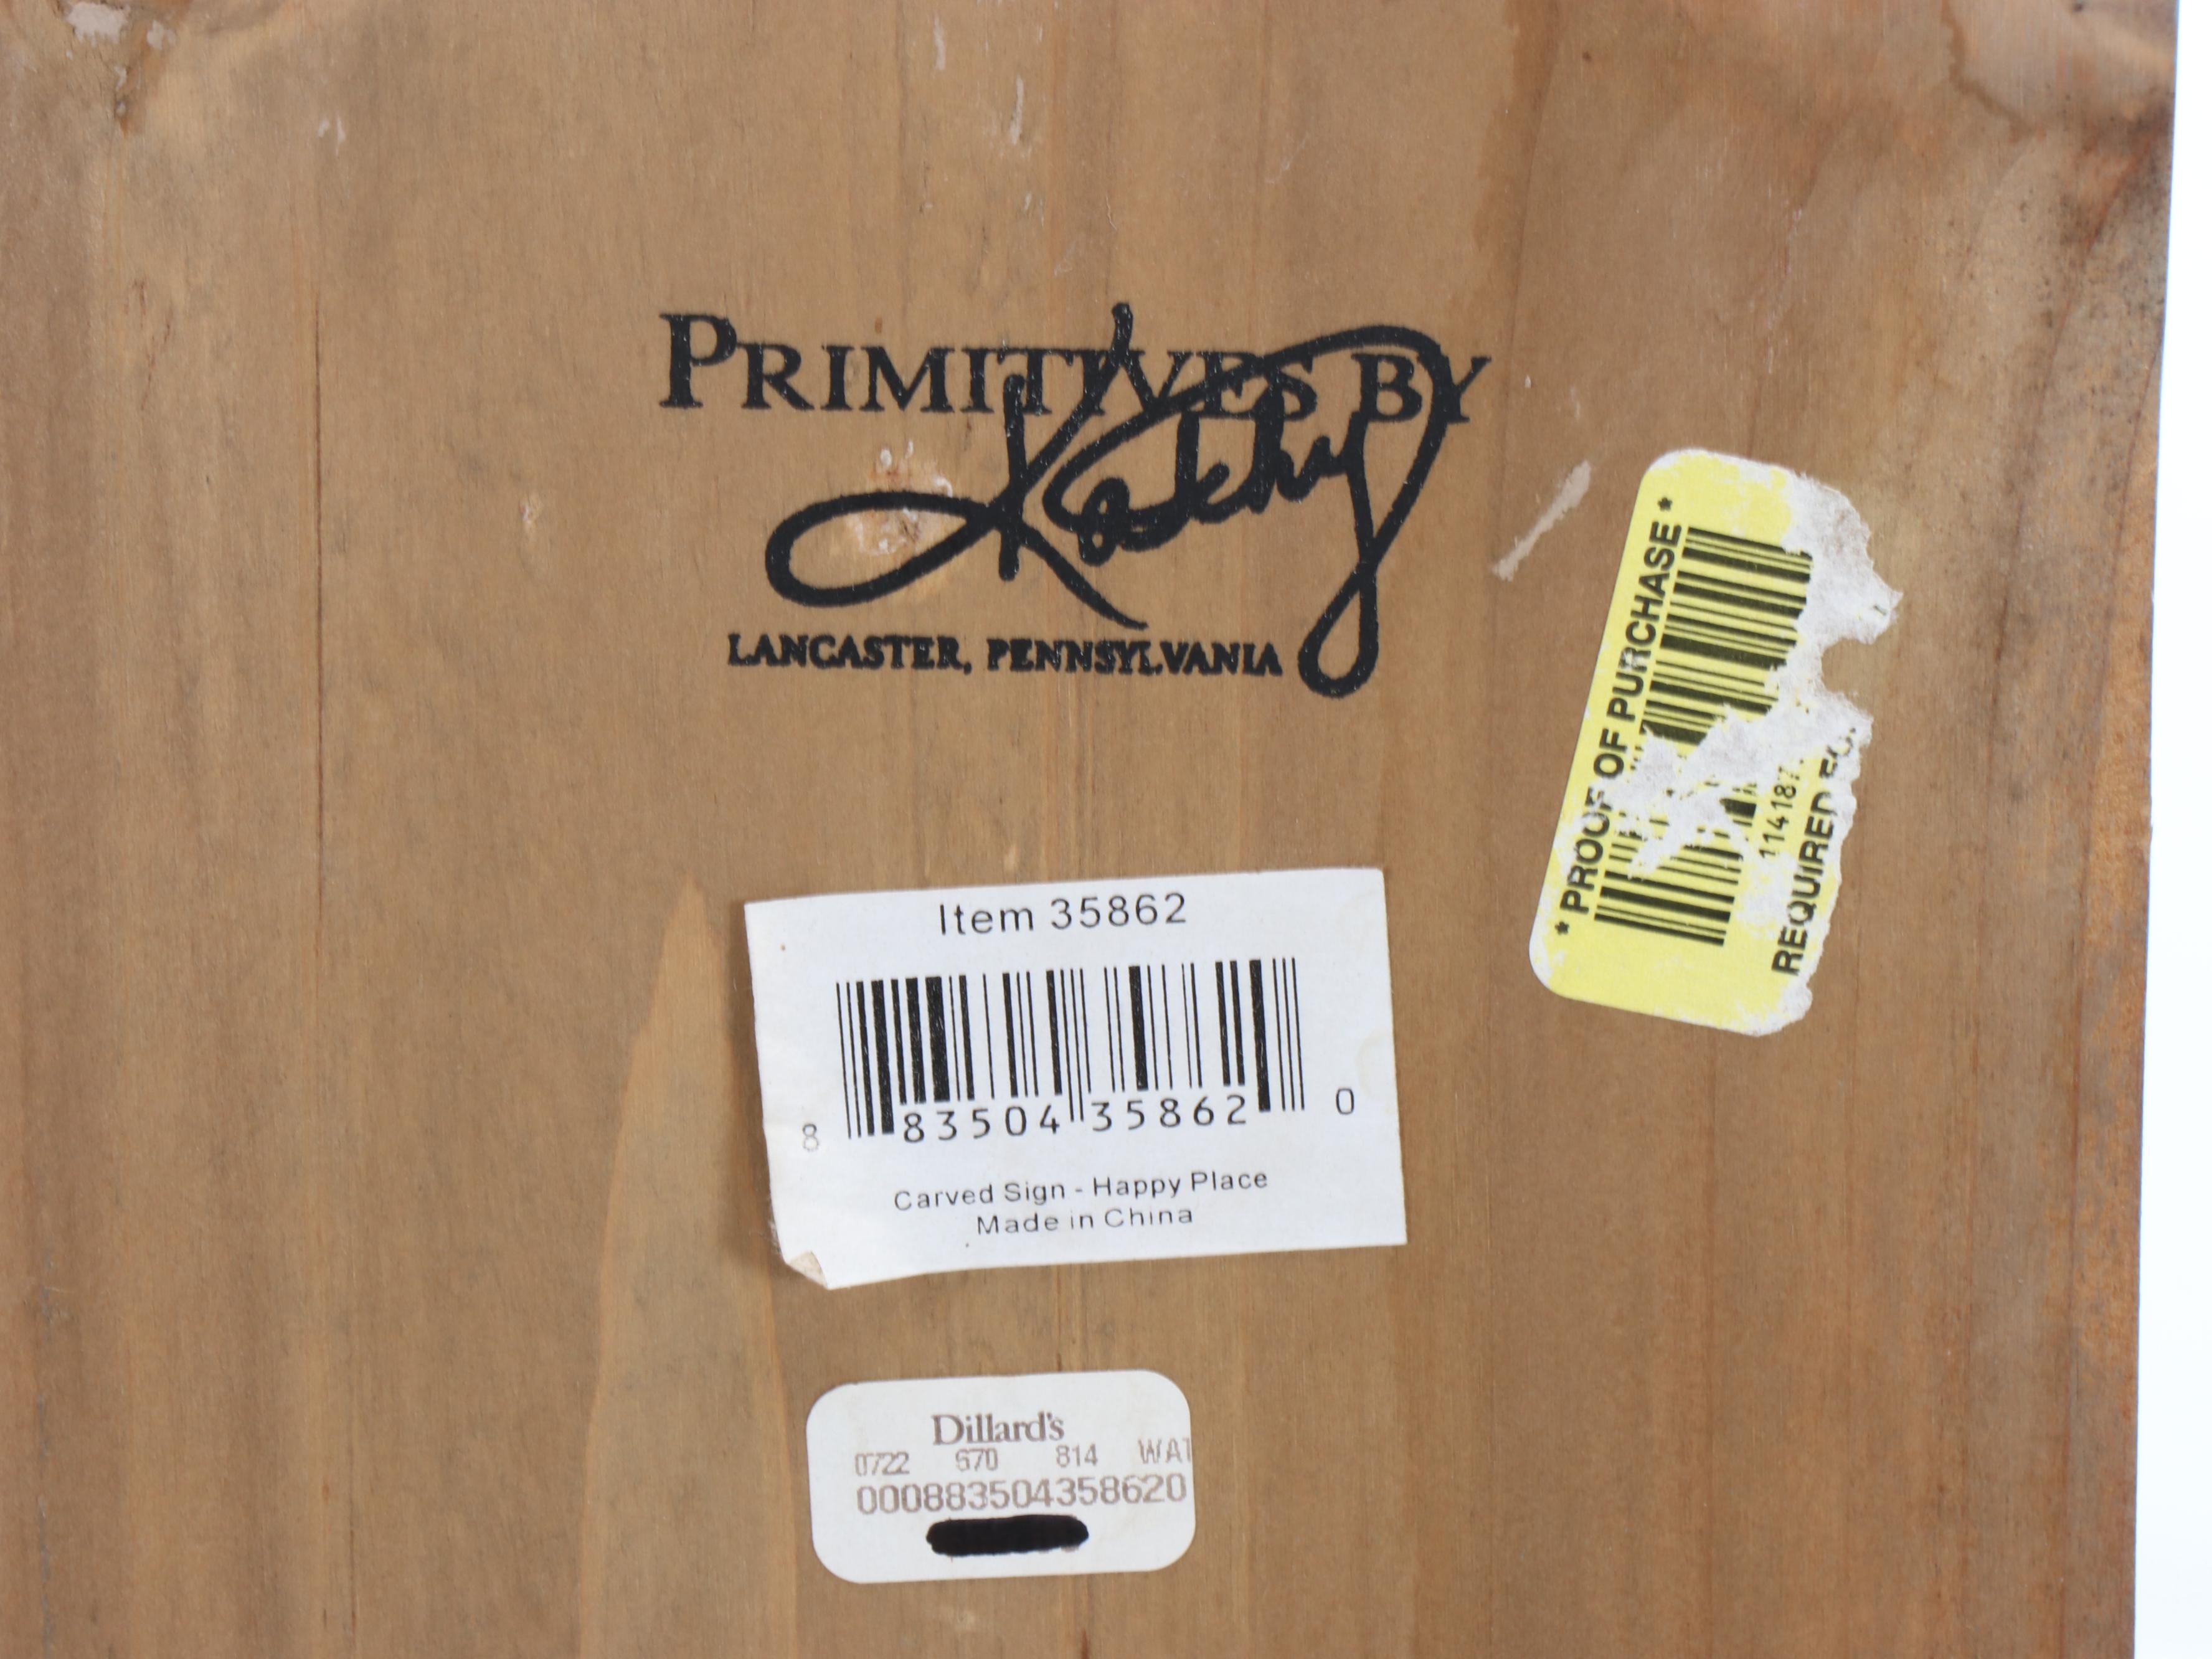 PRIMITIVES BY
Kathy
LANCASTER, PENNSYLVANIA
* PROOF OF PURCHASE *
REQUIRED
Item 35862
8 83504 35862 0
Carved Sign - Happy Place
Made in China
Dillard's
0722 670 814 WAT
000883504358620